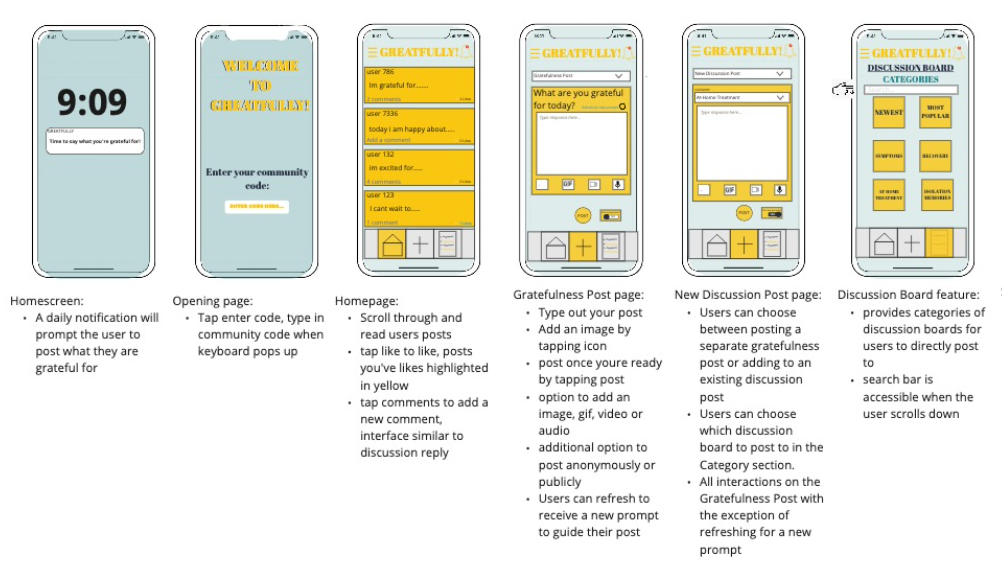 9:09
GREATFULLY
Time to say what you're grateful for!
Homescreen:
• A daily notification will
prompt the user to
post what they are
grateful for
9:41
WELCOME
TO
GREATFULLY!
Enter your community
code:
ENTER CODE HERE...
Opening page:
• Tap enter code, type in
community code when
keyboard pops up
9:41
GREATFULLY!
user 786
Im grateful for......
2 comments
user 7336
today i am happy about.....
Add a comment
user 132
im excited for.....
4 comments
user 123
I cant wait to.....
1 comment
Homepage:
• Scroll through and
read users posts
• tap like to like, posts
you've likes highlighted
in yellow
• tap comments to add a
new comment,
interface similar to
discussion reply
GREATFULLY!
Gratefulness Post
What are you grateful
for today?
Type response here...
GIF
POST
Gratefulness Post page:
• Type out your post
• Add an image by
tapping icon
• post once youre ready
by tapping post
• option to add an
image, gif, video or
audio
• additional option to
post anonymously or
publicly
• Users can refresh to
receive a new prompt
to guide their post
9:41
GREATFULLY!
New Discussion Post
At-Home Treatment
Type response here...
GIF
POST
New Discussion Post page:
• Users can choose
between posting a
separate gratefulness
post or adding to an
existing discussion
post
• Users can choose
which discussion
board to post to in the
Category section.
• All interactions on the
Gratefulness Post with
the exception of
refreshing for a new
prompt
9:41
GREATFULLY!
DISCUSSION BOARD
CATEGORIES
Search...
NEWEST
MOST
POPULAR
SYMPTOMS
RECOVERY
AT HOME
TREATMENT
ISOLATION
MEMORIES
Discussion Board feature:
• provides categories of
discussion boards for
users to directly post
to
• search bar is
accessible when the
user scrolls down